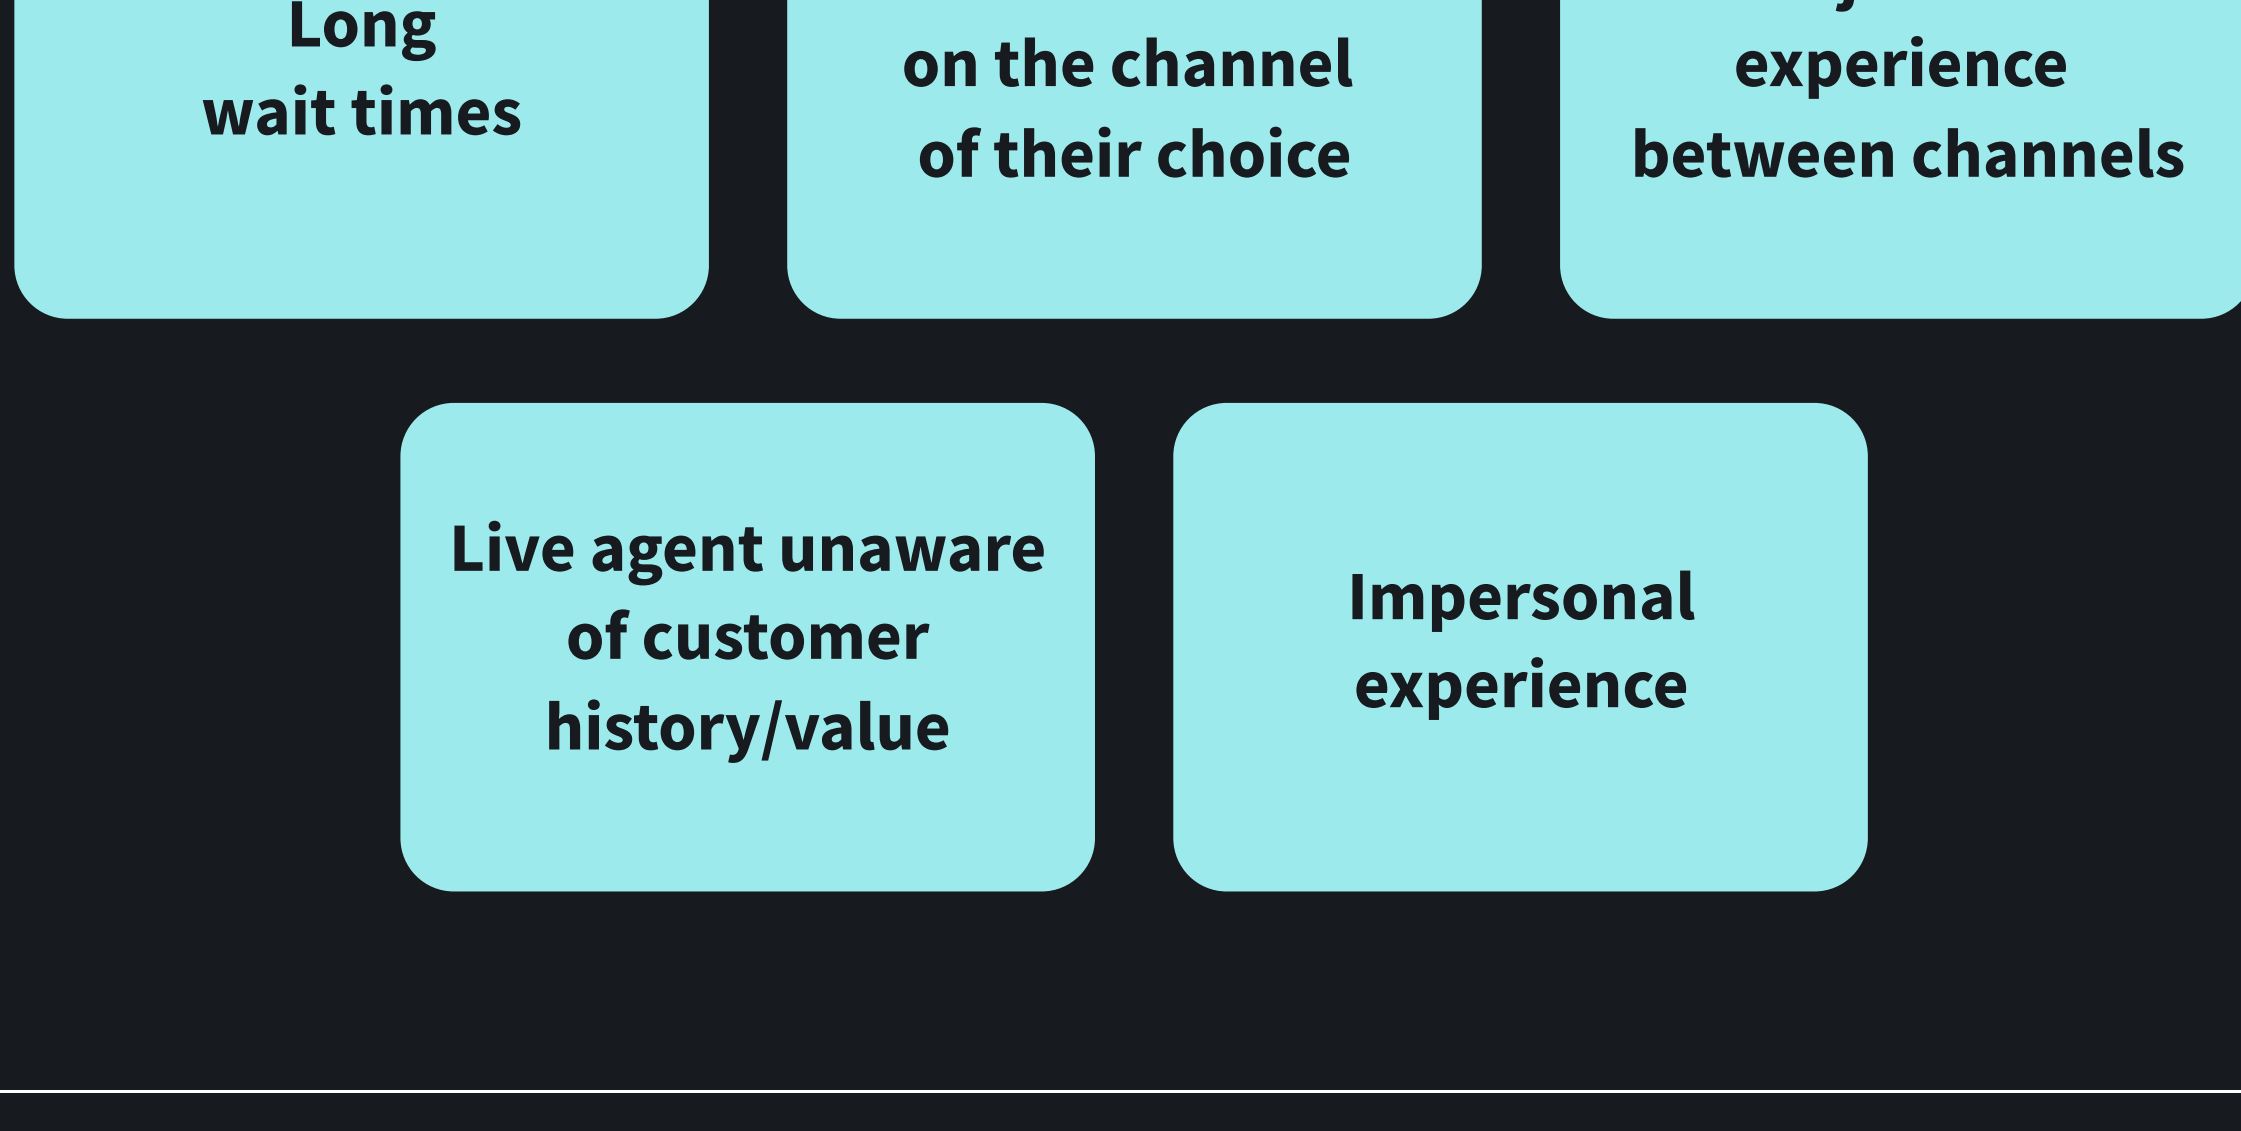 Long
wait times
on the channel
of their choice
experience
between channels
Live agent unaware
of customer
history/value
Impersonal
experience